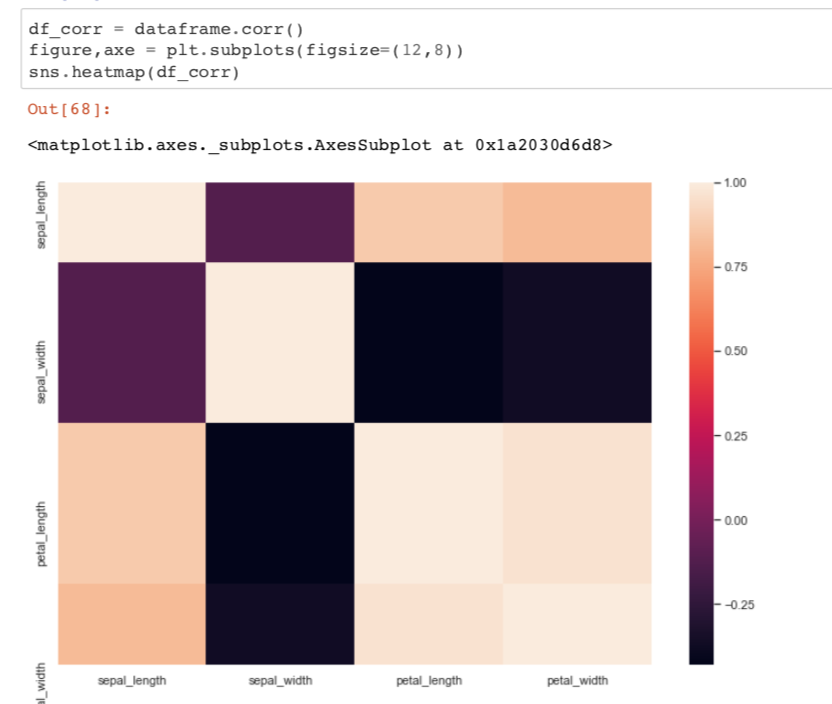 df_corr = dataframe.corr()
figure,axe = plt.subplots(figsize=(12,8))
sns.heatmap(df_corr)
Out[68]:
<matplotlib.axes._subplots.AxesSubplot at 0x1a2030d6d8>
sepal_length
sepal_width
petal_length
l_width
sepal_length
sepal_width
petal_length
petal_width
1.00
0.75
0.50
0.25
0.00
-0.25